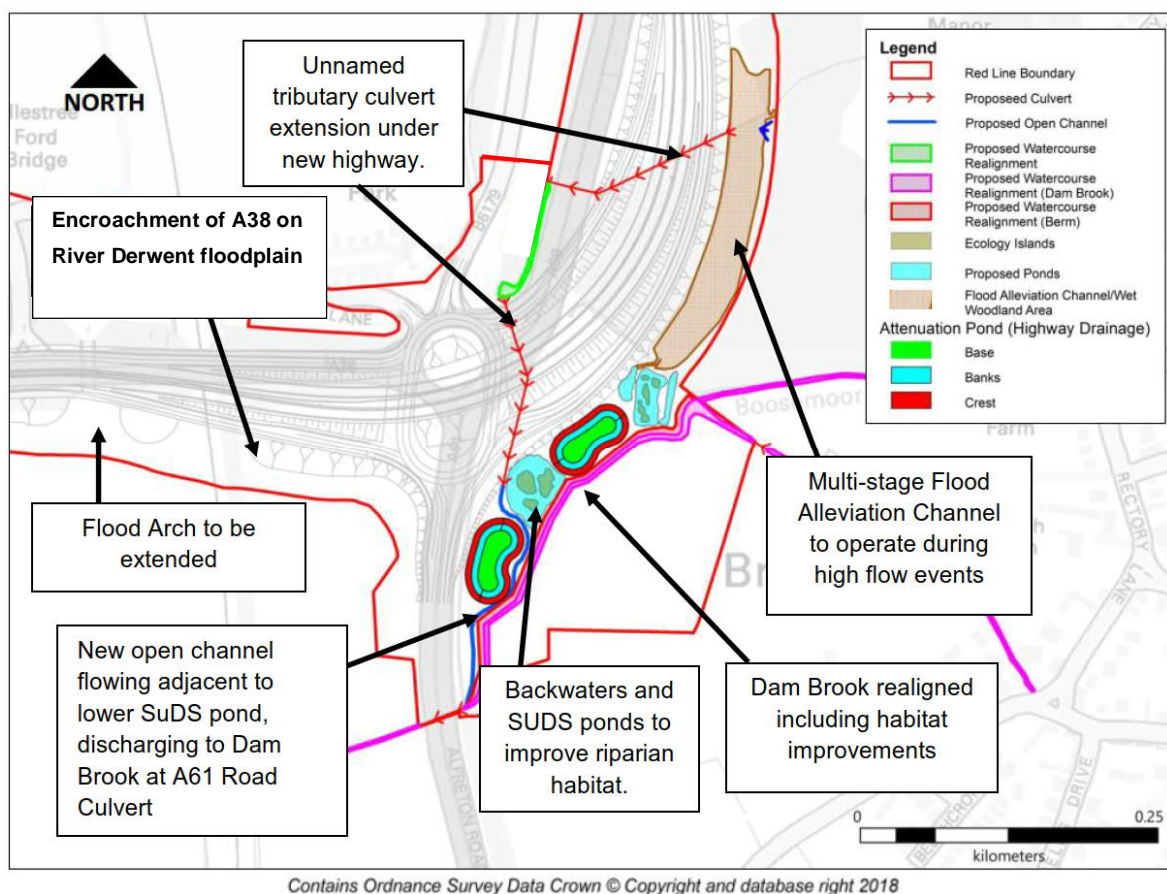 NORTH
llestree
Ford
Bridge
Unnamed
tributary culvert
extension under
new highway.
Park
B6179
Manor
Encroachment of A38 on
River Derwent floodplain
LANE
Legend
Red Line Boundary
Proposeed Culvert
Proposed Open Channel
Proposed Watercourse
Realignment
Proposed Watercourse
Realignment (Dam Brook)
Proposed Watercourse
Realignment (Berm)
Ecology Islands
Proposed Ponds
Flood Alleviation Channel/Wet
Woodland Area
Attenuation Pond (Highway Drainage)
Base
Banks
Crest
Boosemoor
Farm
RECTORY LANE
Flood Arch to be
extended
Multi-stage Flood
Alleviation Channel
to operate during
high flow events
Br
New open channel
flowing adjacent to
lower SuDS pond,
discharging to Dam
Brook at A61 Road
Culvert
Backwaters and
SUDS ponds to
improve riparian
habitat.
Dam Brook realigned
including habitat
improvements
ALFRETON ROAD
DRIVE
0
0.25
kilometers
Contains Ordnance Survey Data Crown © Copyright and database right 2018